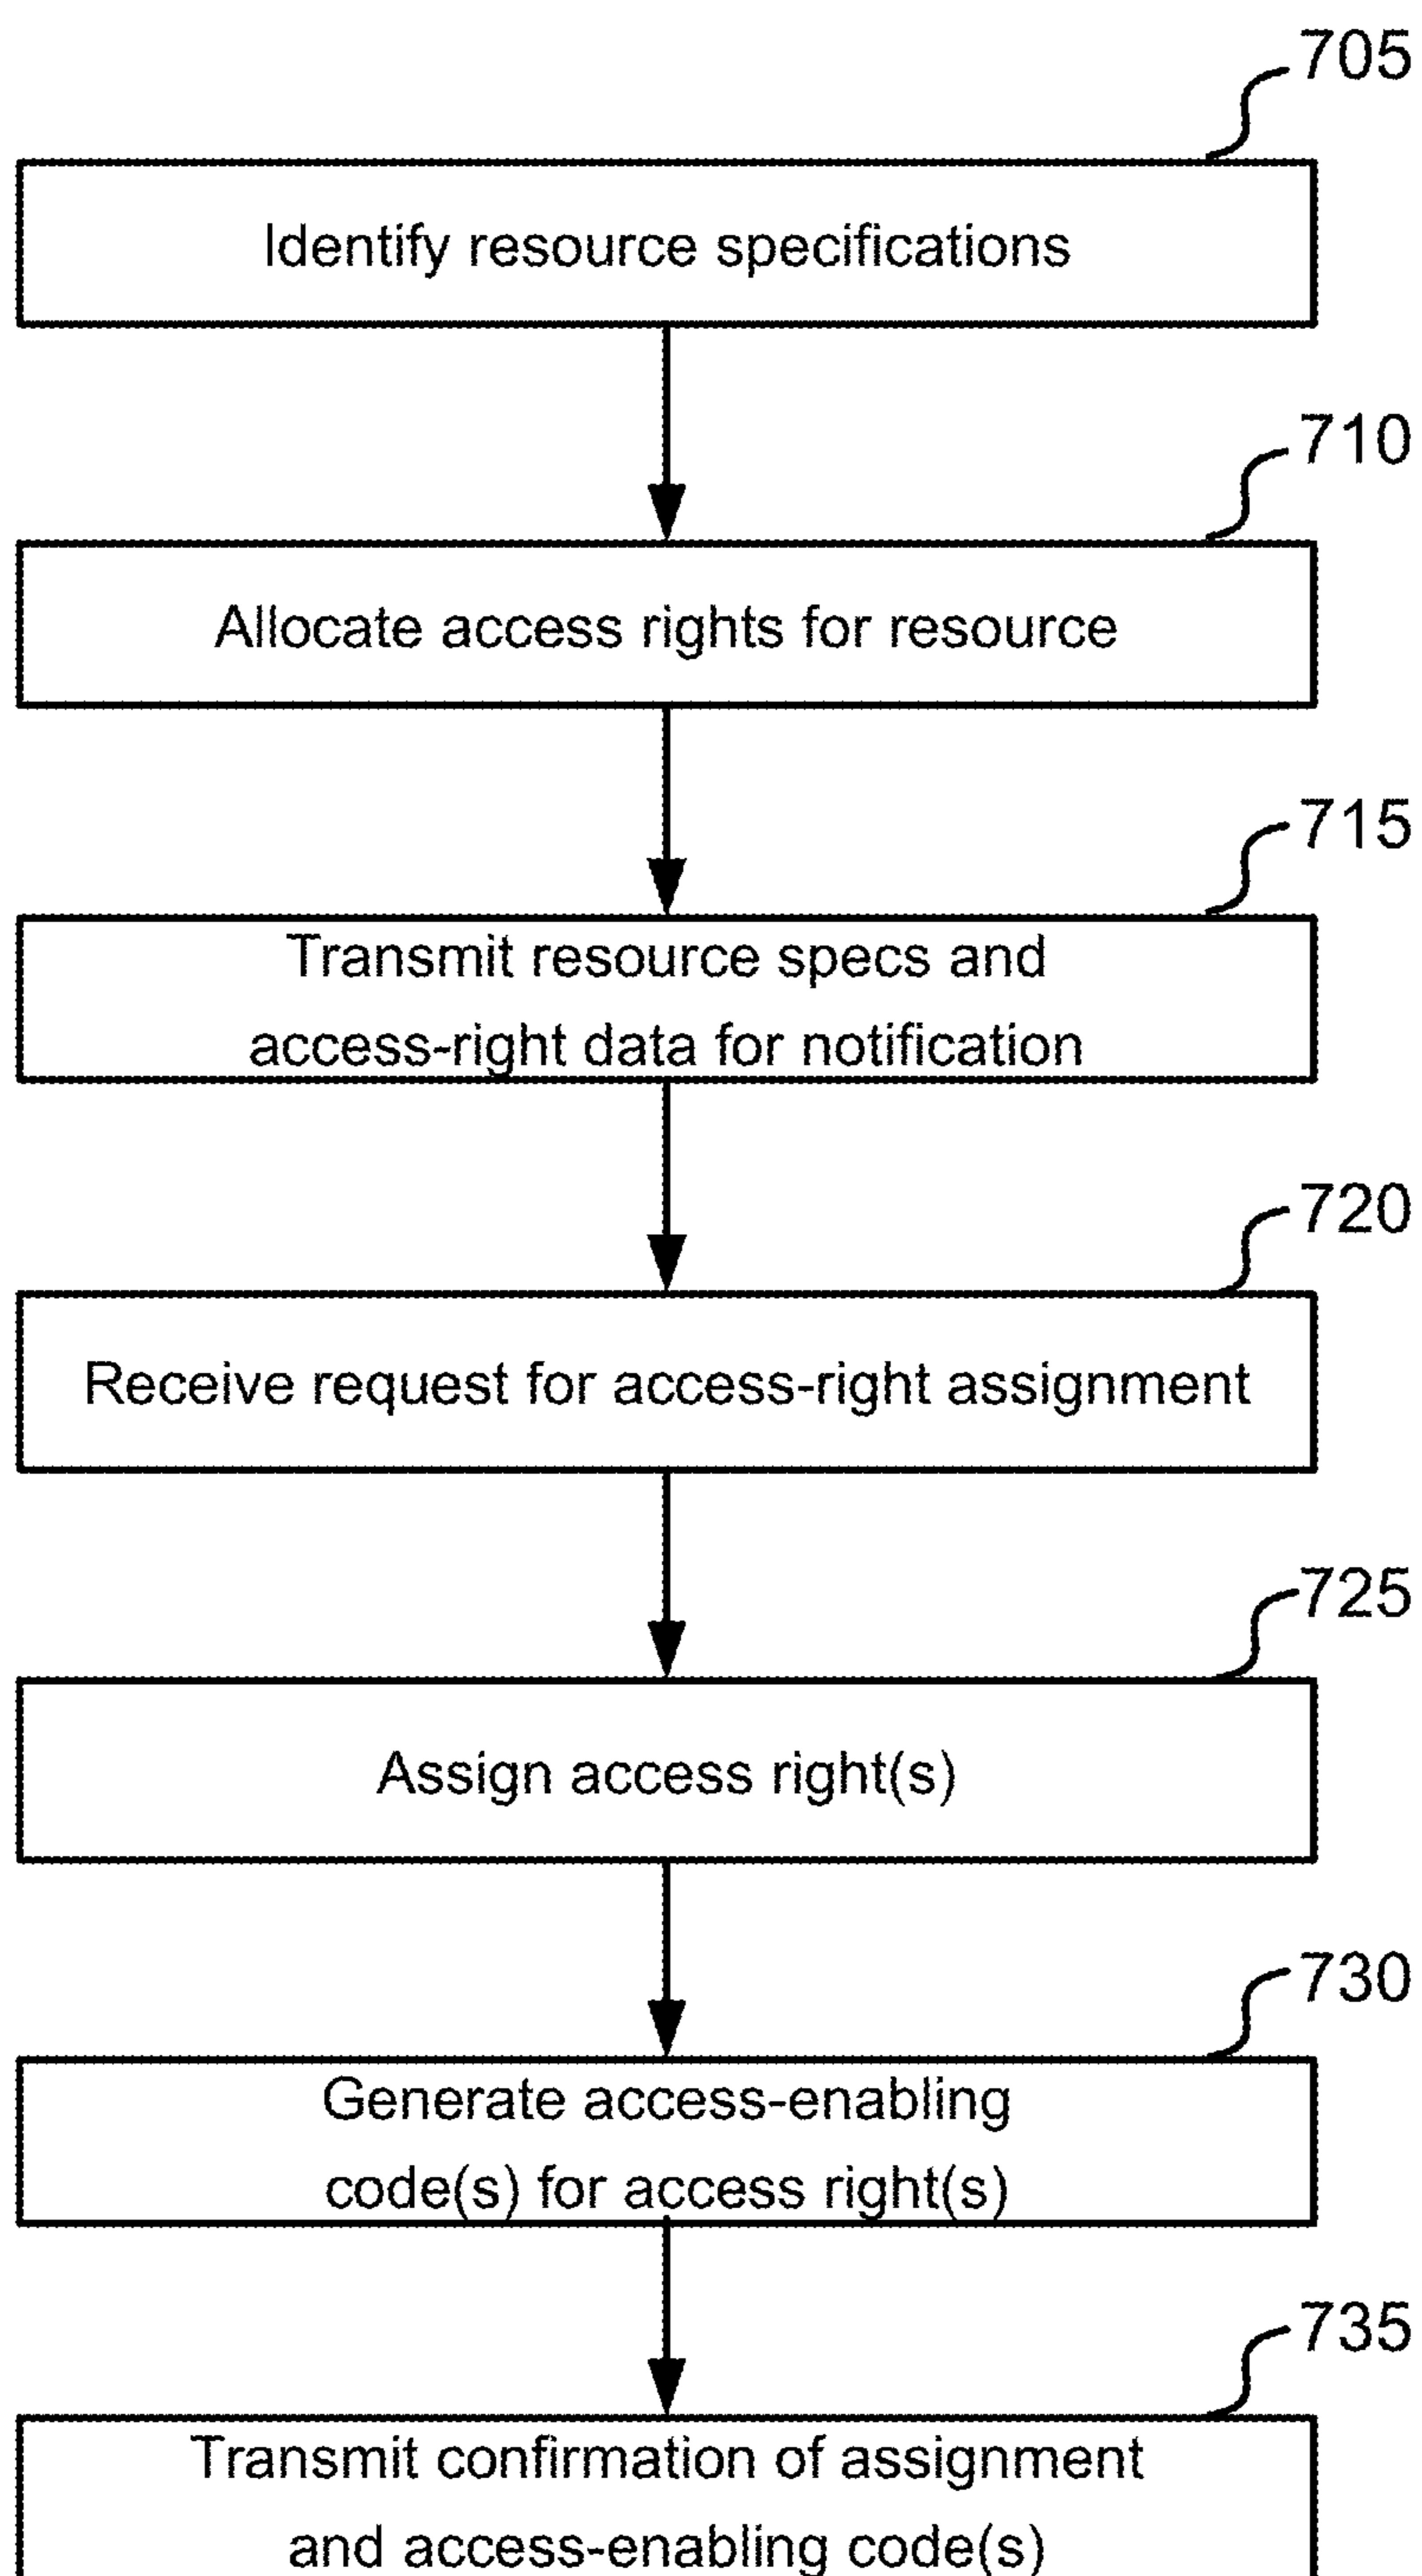 705
Identify resource specifications
710
Allocate access rights for resource
715
Transmit resource specs and
access-right data for notification
720
Receive request for access-right assignment
725
Assign access right(s)
730
Generate access-enabling
code(s) for access right(s)
735
Transmit confirmation of assignment
and access-enabling code(s)